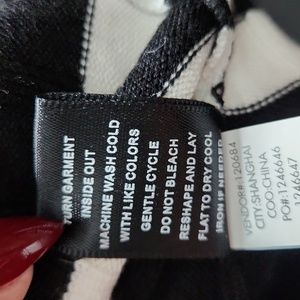 TURN GARMENT
INSIDE OUT
MACHINE WASH COLD
WITH LIKE COLORS
GENTLE CYCLE
DO NOT BLEACH
RESHAPE AND LAY
FLAT TO DRY COOL
IRON IF NEEDED
VENDOR#120684
CITY:SHANGHAI
COO:CHINA
PO#:1246646